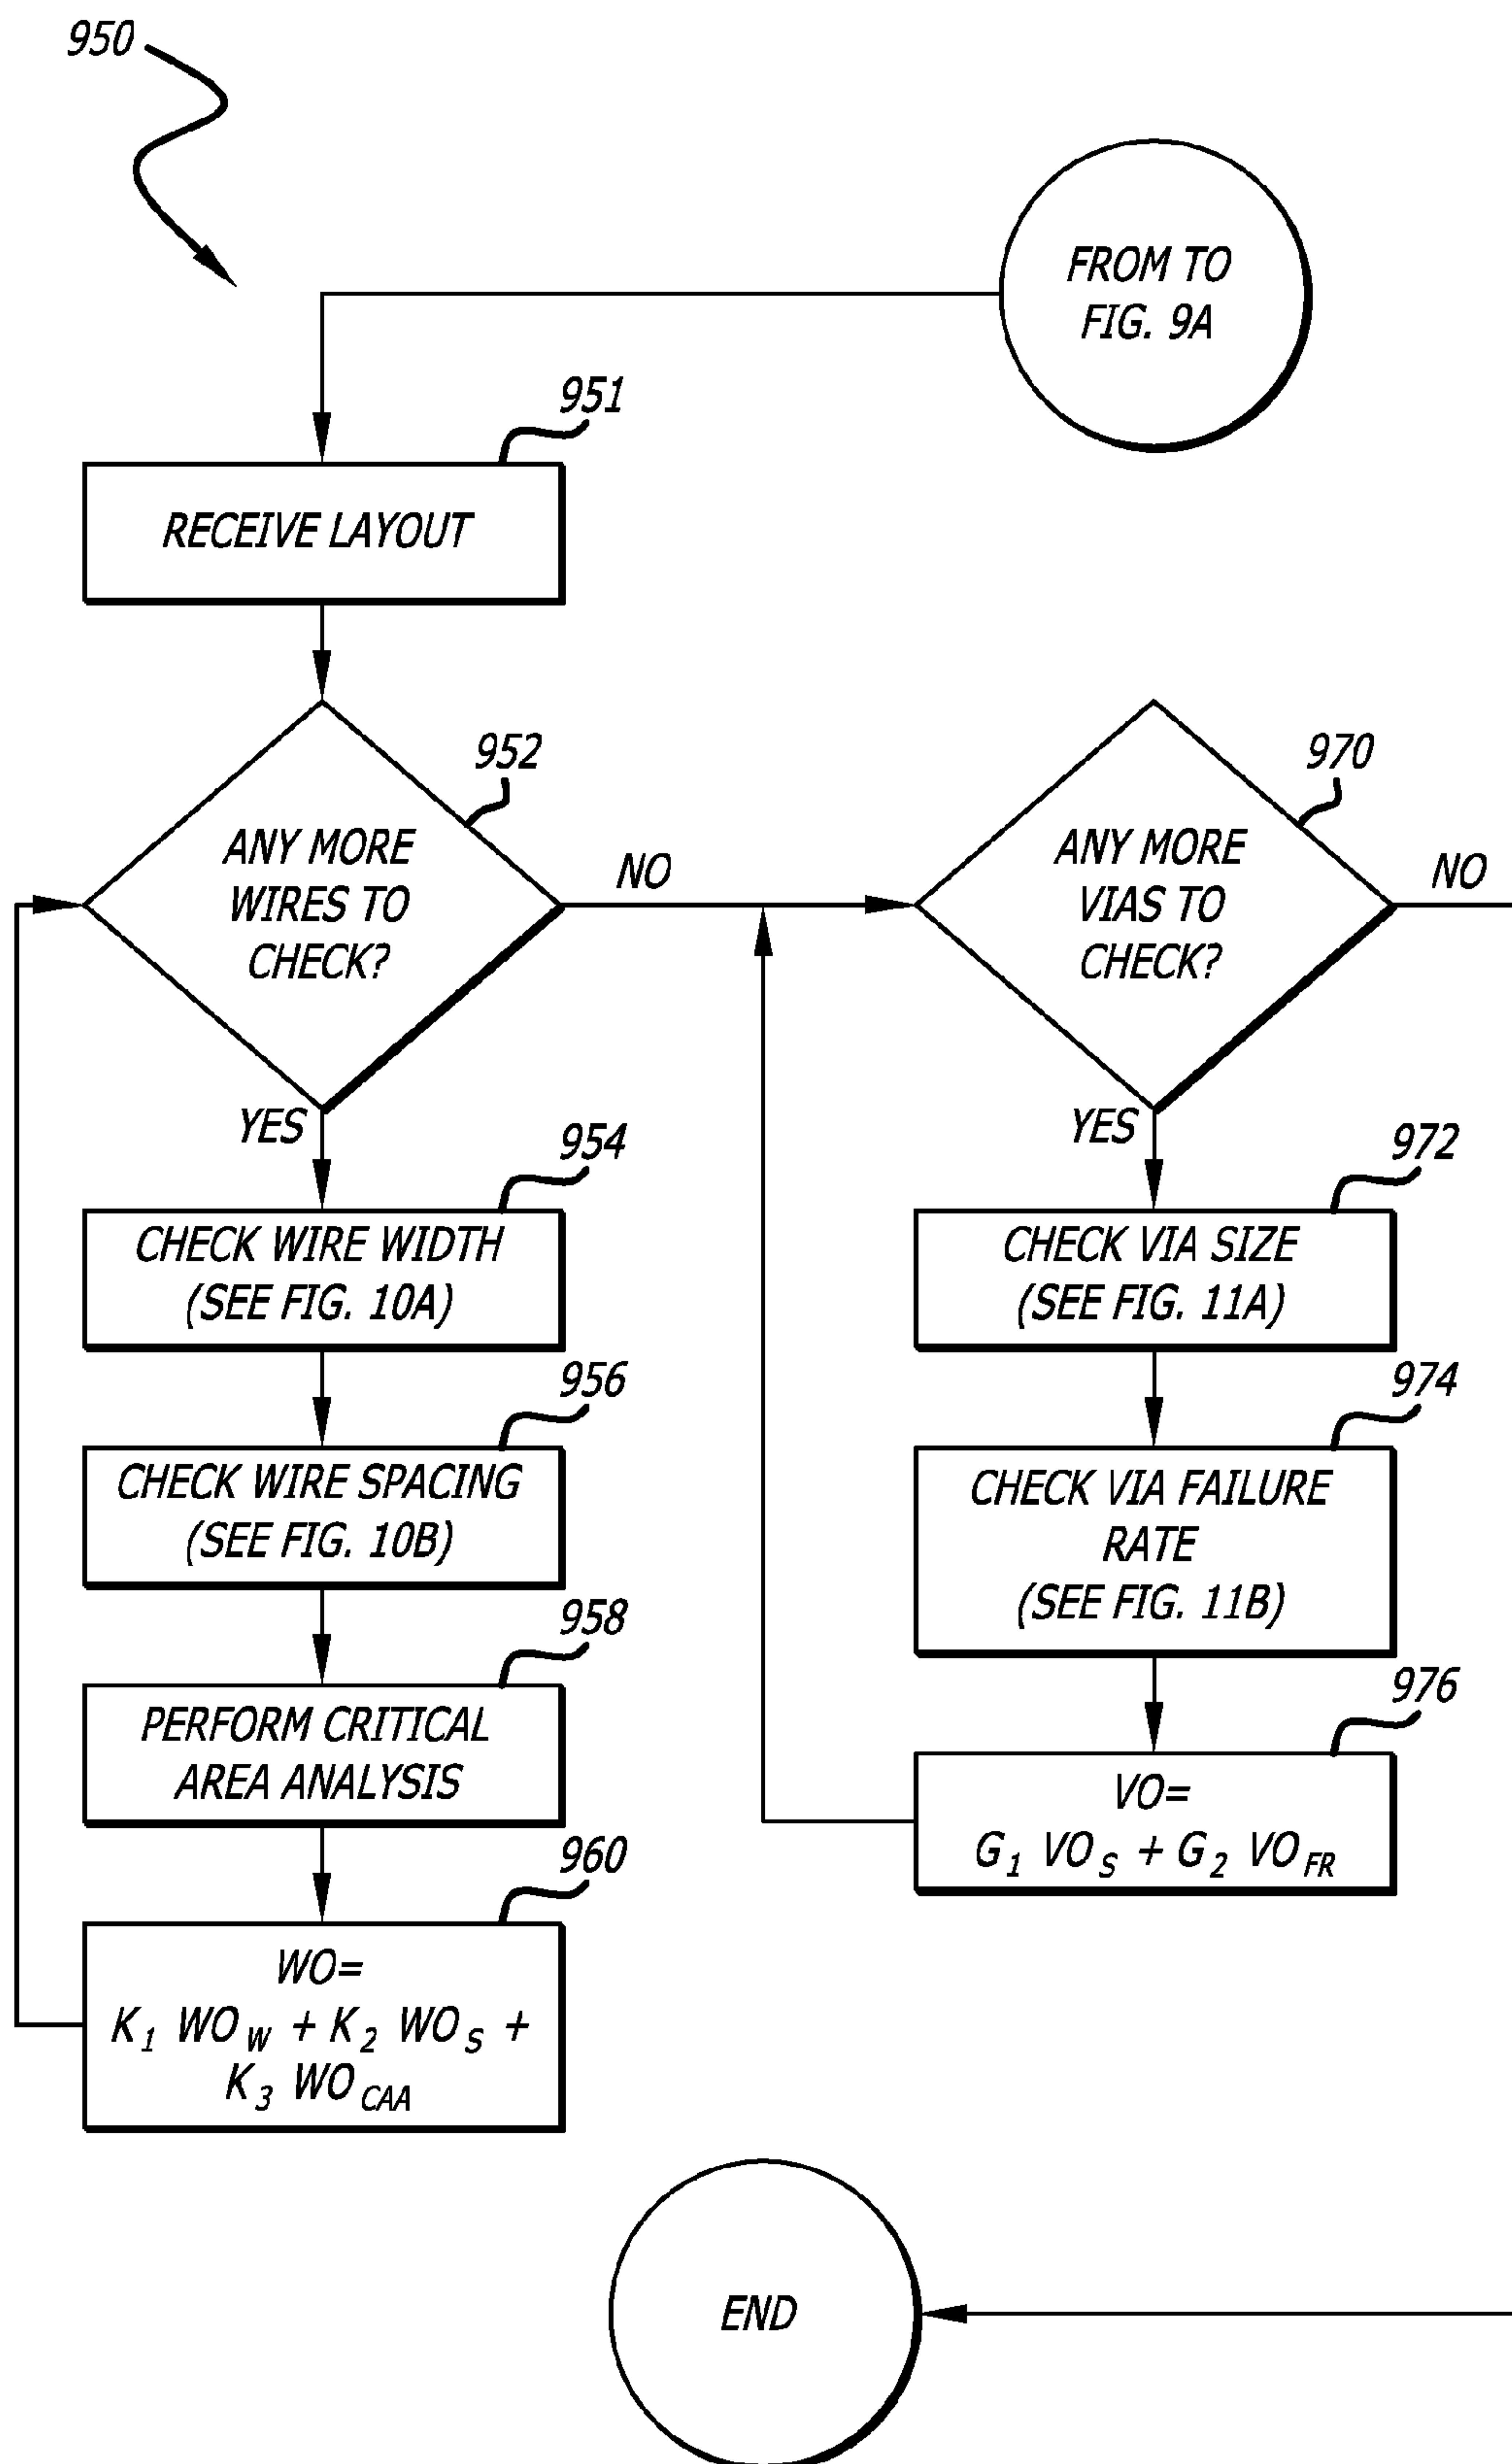 950
FROM TO
FIG. 9A
951
RECEIVE LAYOUT
952
ANY MORE
WIRES TO
CHECK?
NO
YES
954
CHECK WIRE WIDTH
(SEE FIG. 10A)
956
CHECK WIRE SPACING
(SEE FIG. 10B)
958
PERFORM CRITICAL
AREA ANALYSIS
960
WO=
K1 WOW + K2 WOS +
K3 WOCAA
970
ANY MORE
VIAS TO
CHECK?
NO
YES
972
CHECK VIA SIZE
(SEE FIG. 11A)
974
CHECK VIA FAILURE
RATE
(SEE FIG. 11B)
976
VO=
G1 VOS + G2 VOFR
END